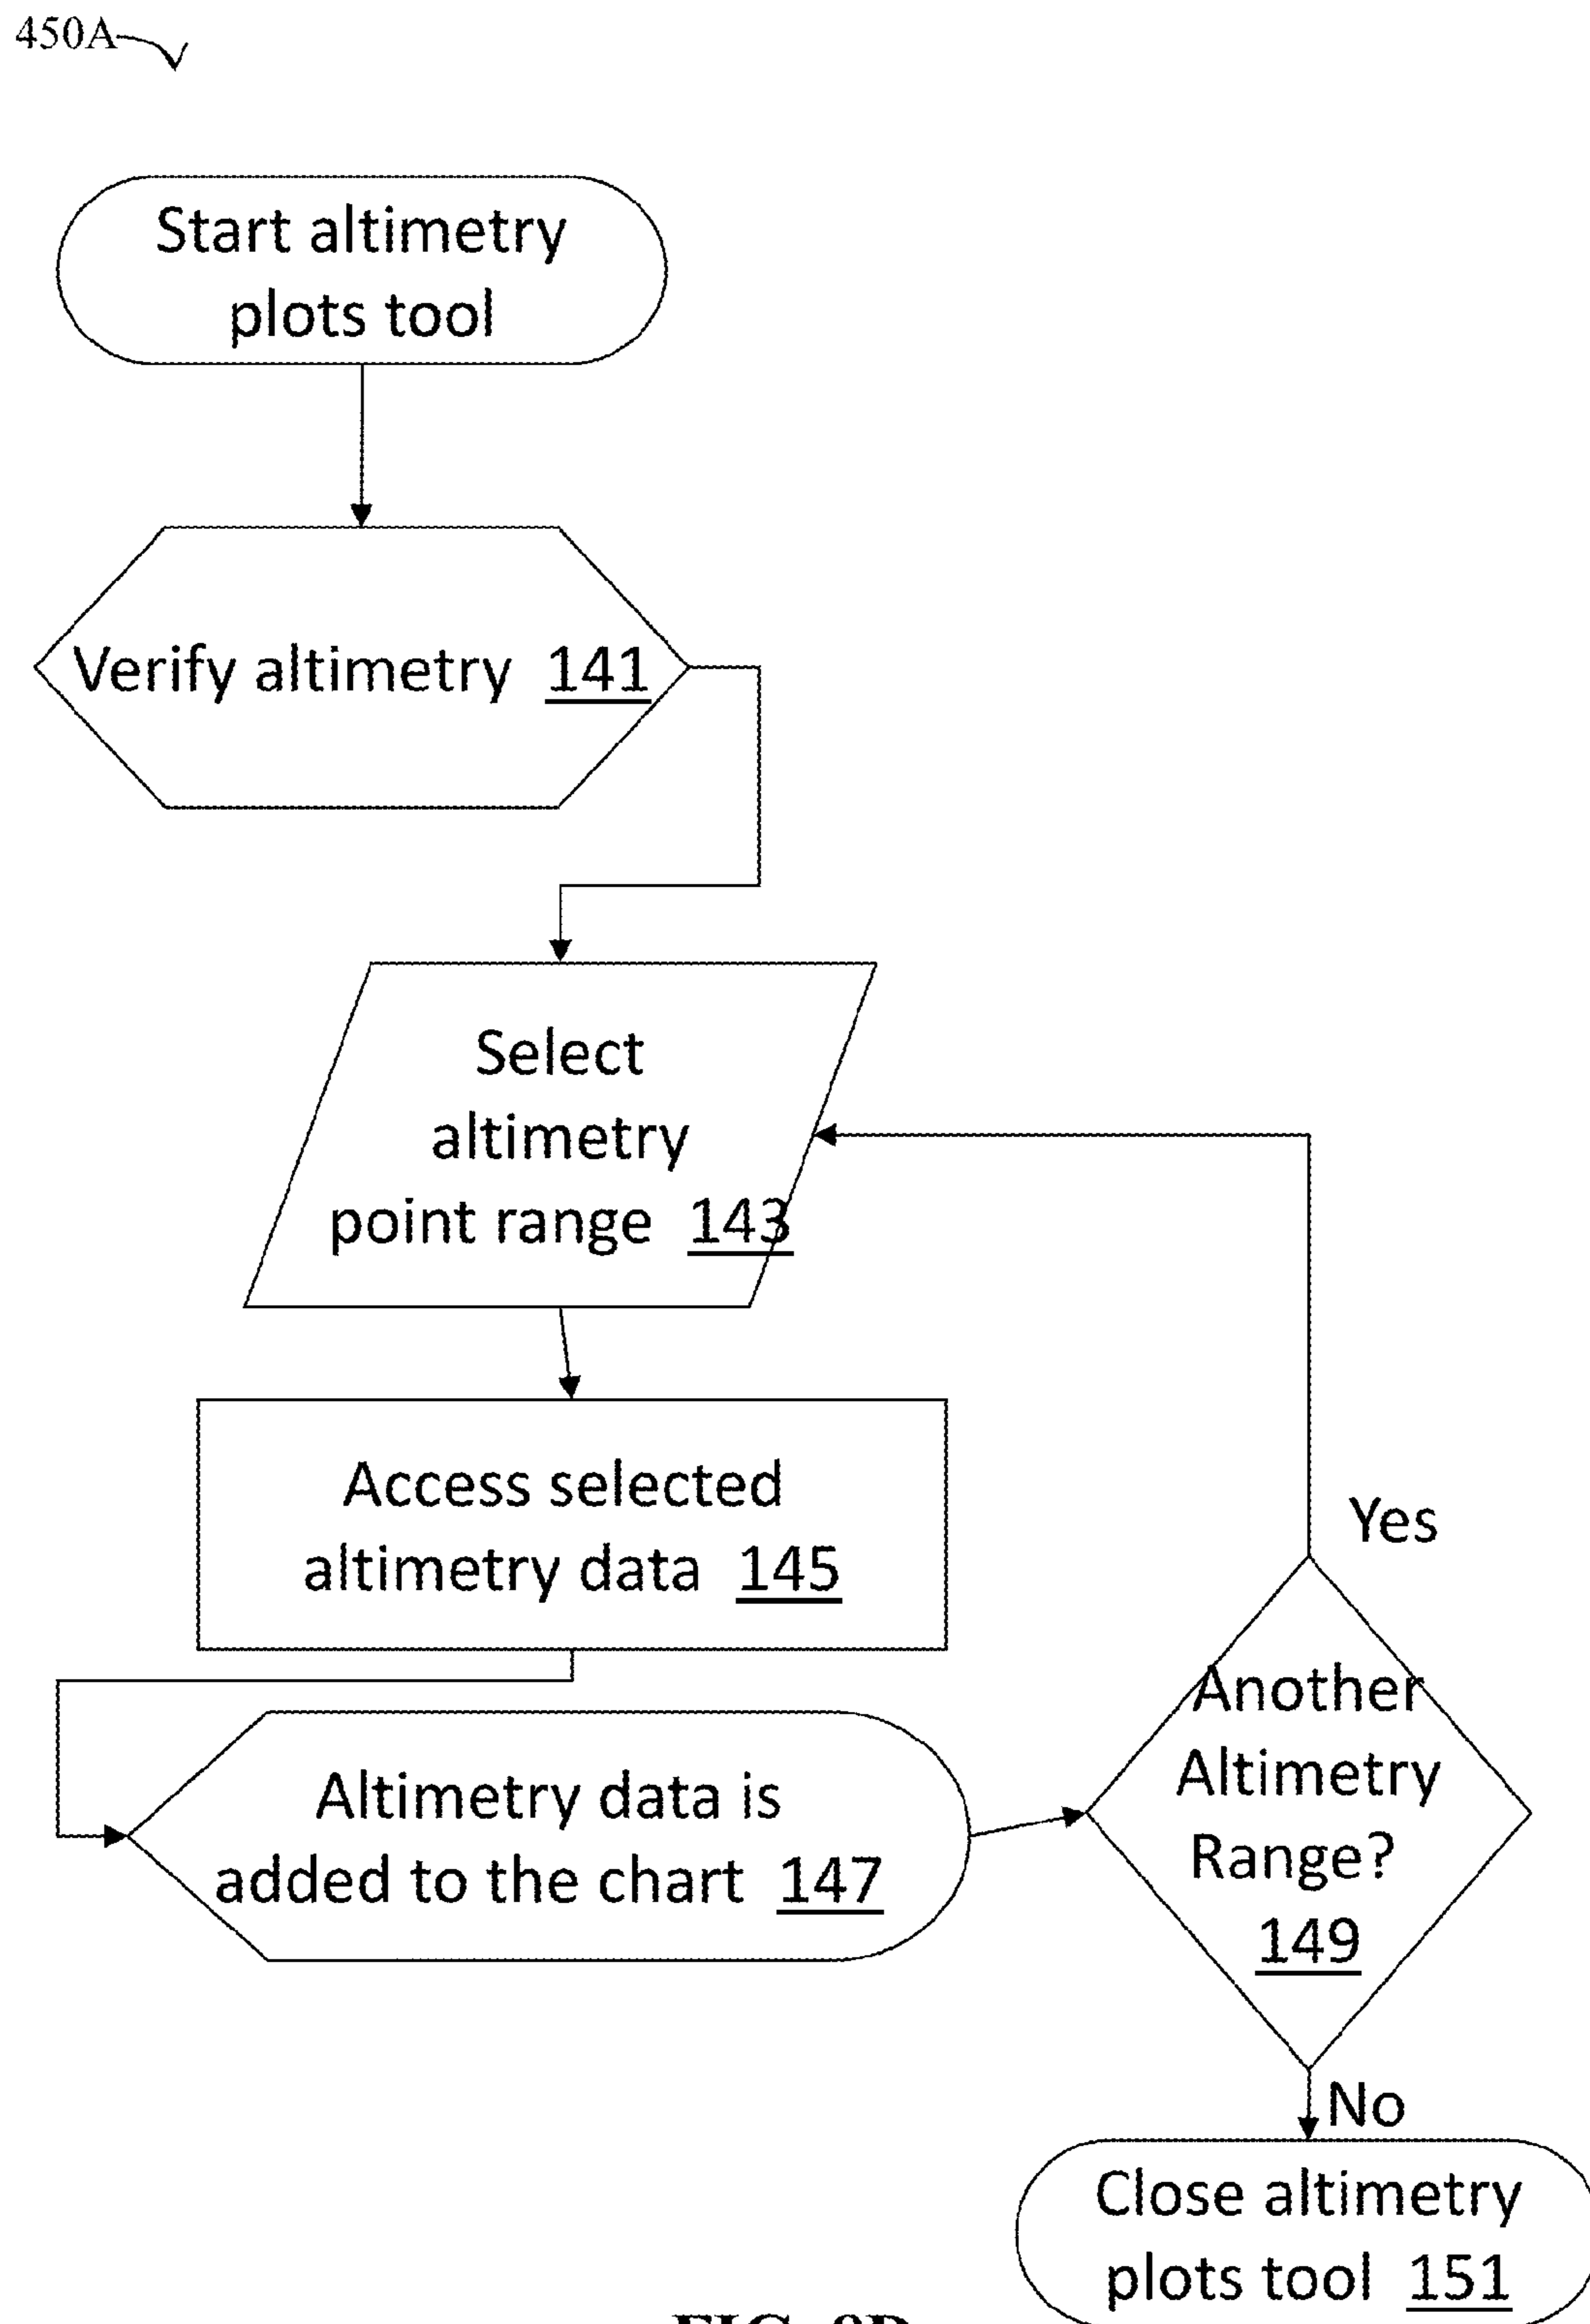 450A
Start altimetry
plots tool
Verify altimetry 141
Select
altimetry
point range 143
Access selected
altimetry data 145
Altimetry data is
added to the chart 147
Yes
Another
Altimetry
Range?
149
No
Close altimetry
plots tool 151